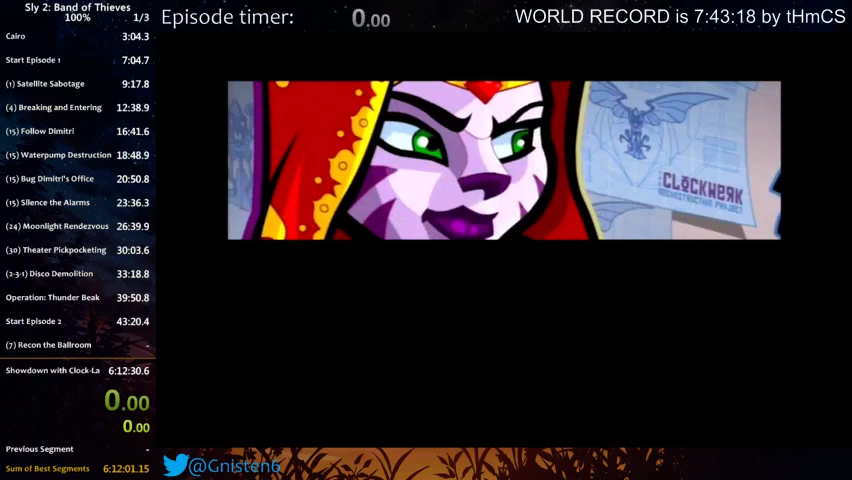 Sly 2: Band of Thieves
100% 1/3
Episode timer: 0.00
WORLD RECORD is 7:43:18 by tHmCS
Cairo 3:04.3
Start Episode 1 7:04.7
(1) Satellite Sabotage 9:17.8
(4) Breaking and Entering 12:38.9
(15) Follow Dimitri 16:41.6
(15) Waterpump Destruction 18:48.9
(15) Bug Dimitri's Office 20:50.8
(15) Silence the Alarms 23:36.3
(24) Moonlight Rendezvous 26:39.9
(30) Theater Pickpocketing 30:03.6
(2-3-1) Disco Demolition 33:18.8
Operation: Thunder Beak 39:50.8
Start Episode 2 43:20.4
(7) Recon the Ballroom -
Showdown with Clock-La 6:12:30.6
0.00
0.00
Previous Segment -
Sum of Best Segments 6:12:01.15
CLOCKWERK
RECONSTRUCTION PROJECT
@Gnisten6